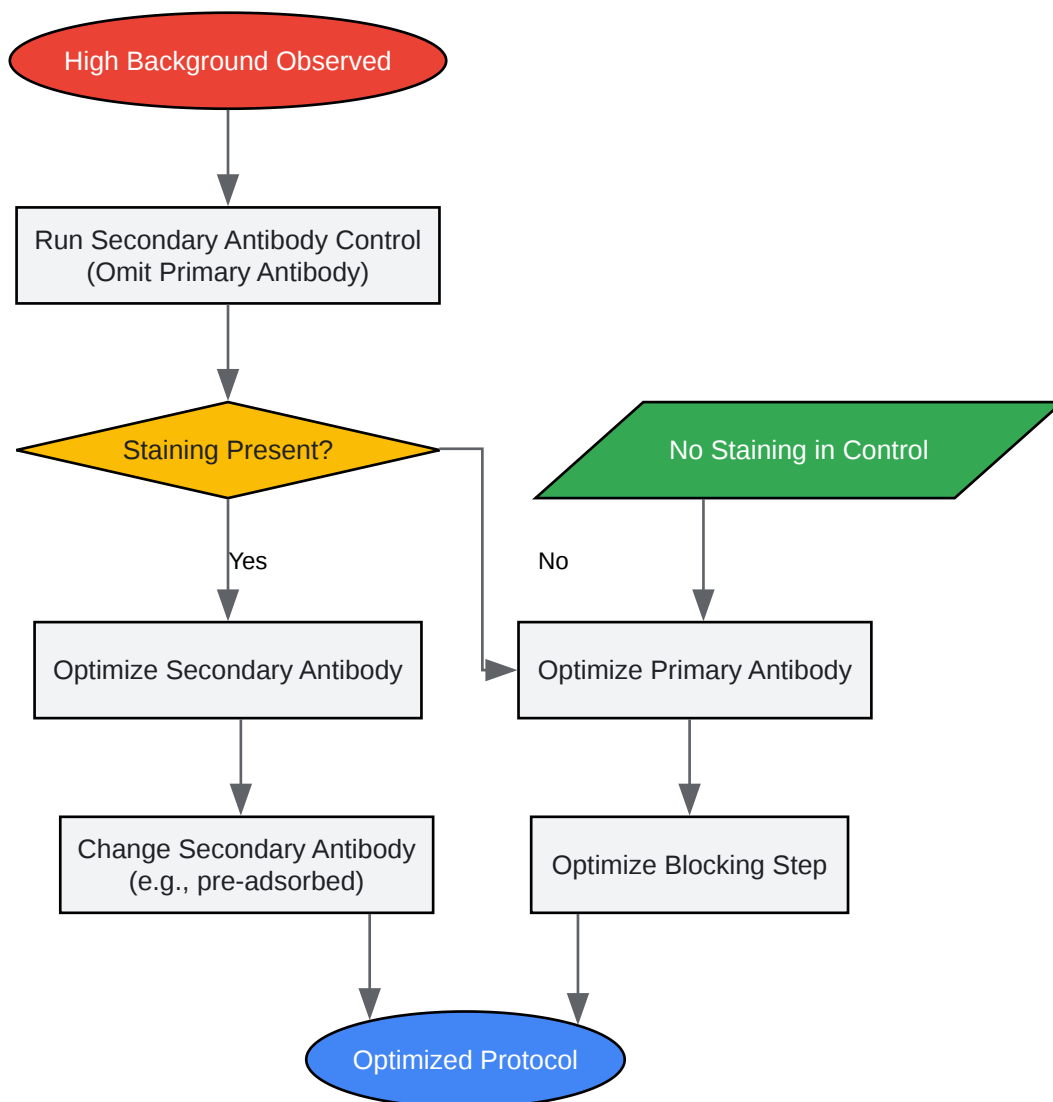 High Background Observed
Run Secondary Antibody Control
(Omit Primary Antibody)
Staining Present?
No Staining in Control
Yes
No
Optimize Secondary Antibody
Optimize Primary Antibody
Change Secondary Antibody
(e.g., pre-adsorbed)
Optimize Blocking Step
Optimized Protocol